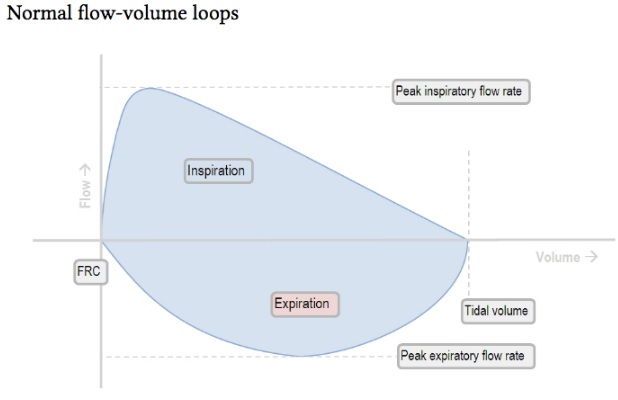 Normal flow-volume loops
Peak inspiratory flow rate
Inspiration
Flow →
Volume →
FRC
Expiration
Tidal volume
Peak expiratory flow rate